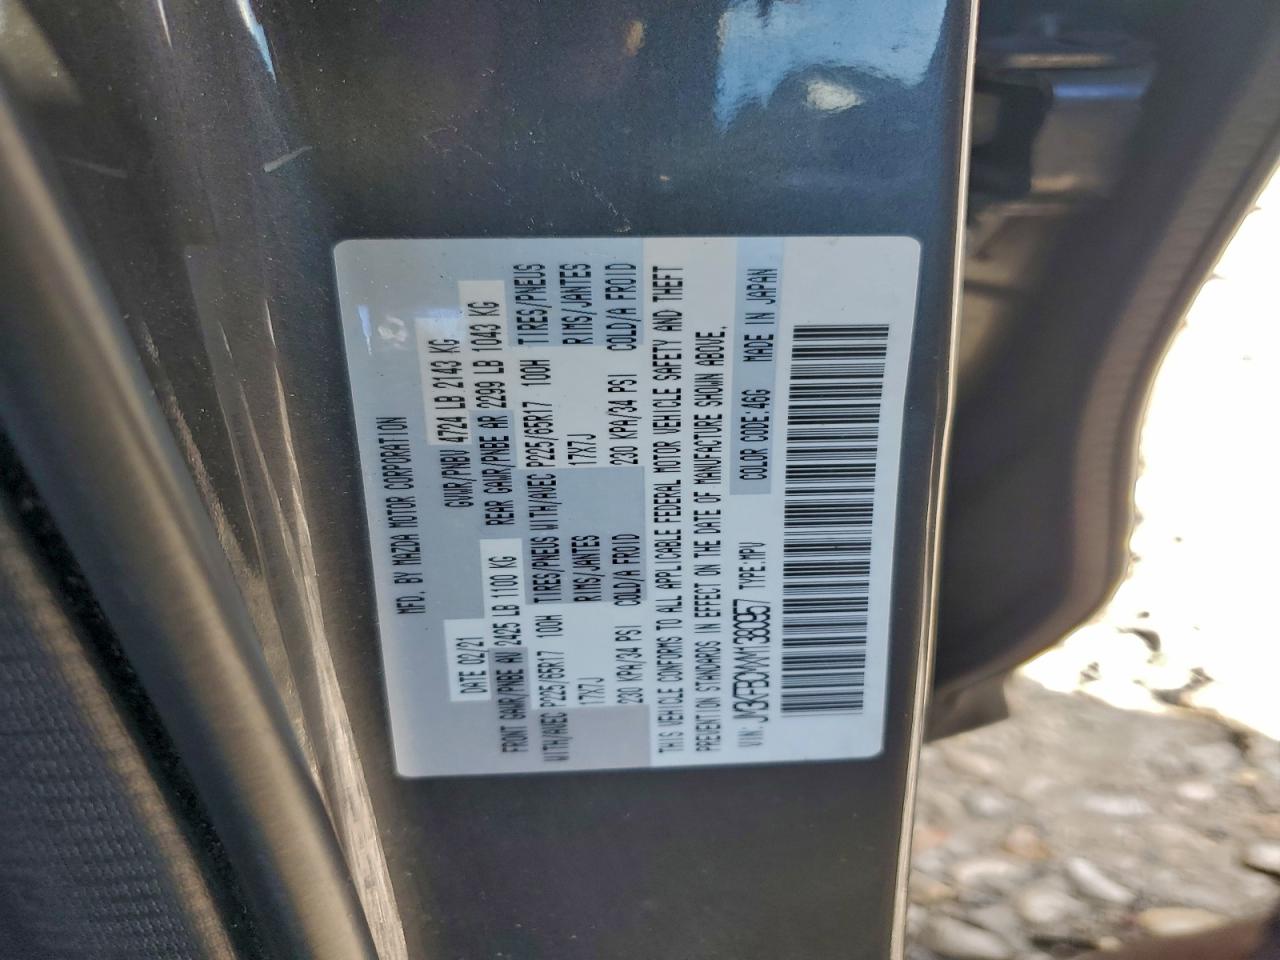 MFD. BY MAZDA MOTOR CORPORATION
DATE 02/21 GVWR/PNBV 4724 LB 2143 KG
FRONT GAWR/PNBE AV 2425 LB 1100 KG REAR GAWR/PNBE AR 2299 LB 1043 KG
WITH/AVEC P225/65R17 100H TIRES/PNEUS WITH/AVEC P225/65R17 100H TIRES/PNEUS
17X7J RIMS/JANTES 17X7J RIMS/JANTES
230 KPA/34 PSI COLD/A FROID 230 KPA/34 PSI COLD/A FROID
THIS VEHICLE CONFORMS TO ALL APPLICABLE FEDERAL MOTOR VEHICLE SAFETY AND THEFT
PREVENTION STANDARDS IN EFFECT ON THE DATE OF MANUFACTURE SHOWN ABOVE.
VIN: JM3KFBCMXM1380957 TYPE:MPV COLOR CODE:46G MADE IN JAPAN